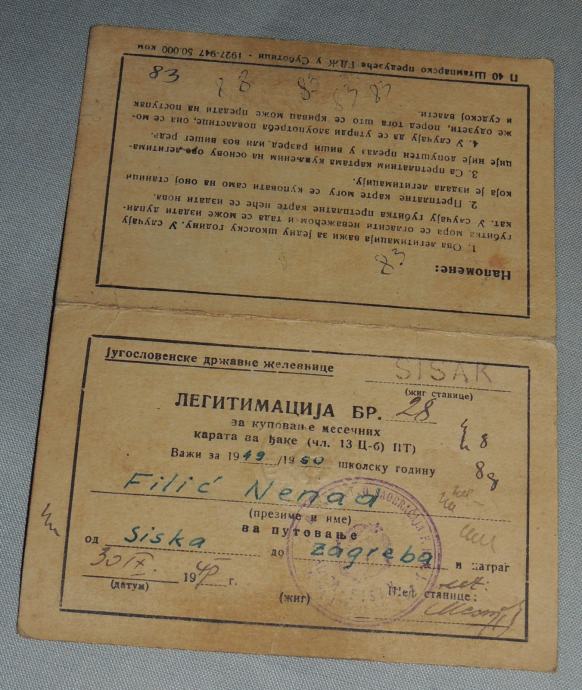 Југословенске државне железнице
SISAK
(жиг станице)
ЛЕГИТИМАЦИЈА БР. 28
за куповање месечних
карата за ђаке (чл. 13 Ц-б) ПТ)
Важи за 1949/1950 школску годину
Filić Nenad
(презиме и име)
за путовање
од Siska до Zagreba и натраг
30/IX 1949 г.
(датум)
(жиг)
Шеф станице:
Напомене:
1. Ова легитимација важи за једну школску годину. У случају
губитка мора се огласити неважећом и тада се може издати дупли-
кат. У случају губитка претплатне карте неће се издати нова.
2. Претплатне карте могу се куповати само на оној станици
која је издала легитимацију.
3. Са претплатним картама купљеним на основу ове легитима-
ције није допуштен прелаз у виши разред, или воз вишег реда.
4. У случају да се утврди злоупотреба повластице, она се мо-
же одузети, поред тога што се кривац може предати на поступак
и судској власти.
83
83
83
83
П 40 Штампарско предузеће ГДЖ у Суботици - 1927-947 50.000 ком